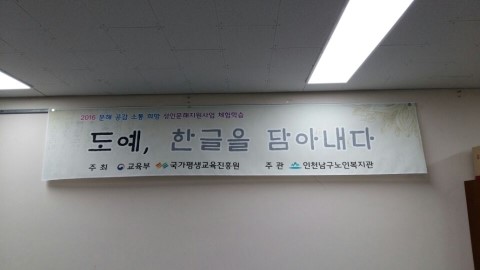 2016 문해 공감·소통·희망 성인문해지원사업 체험학습
도예, 한글을 담아내다
주 최 교육부 국가평생교육진흥원 주 관 인천남구노인복지관